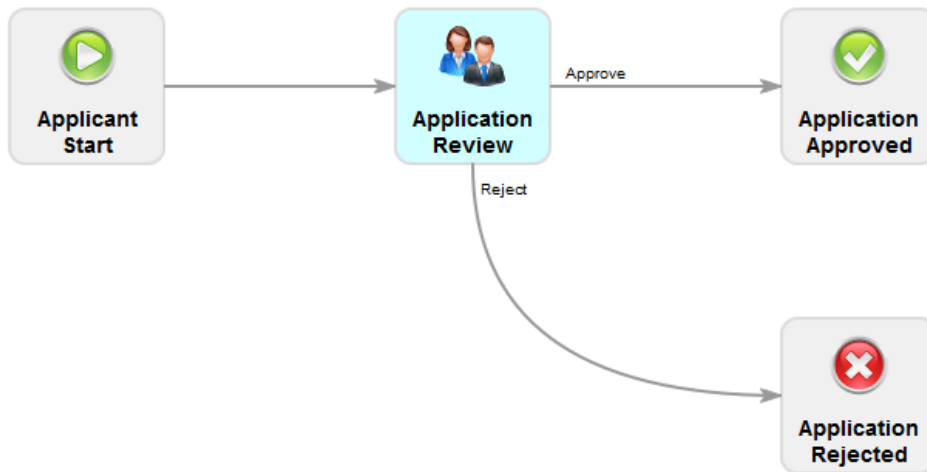 Applicant
Start
Application
Review
Approve
Application
Approved
Reject
Application
Rejected